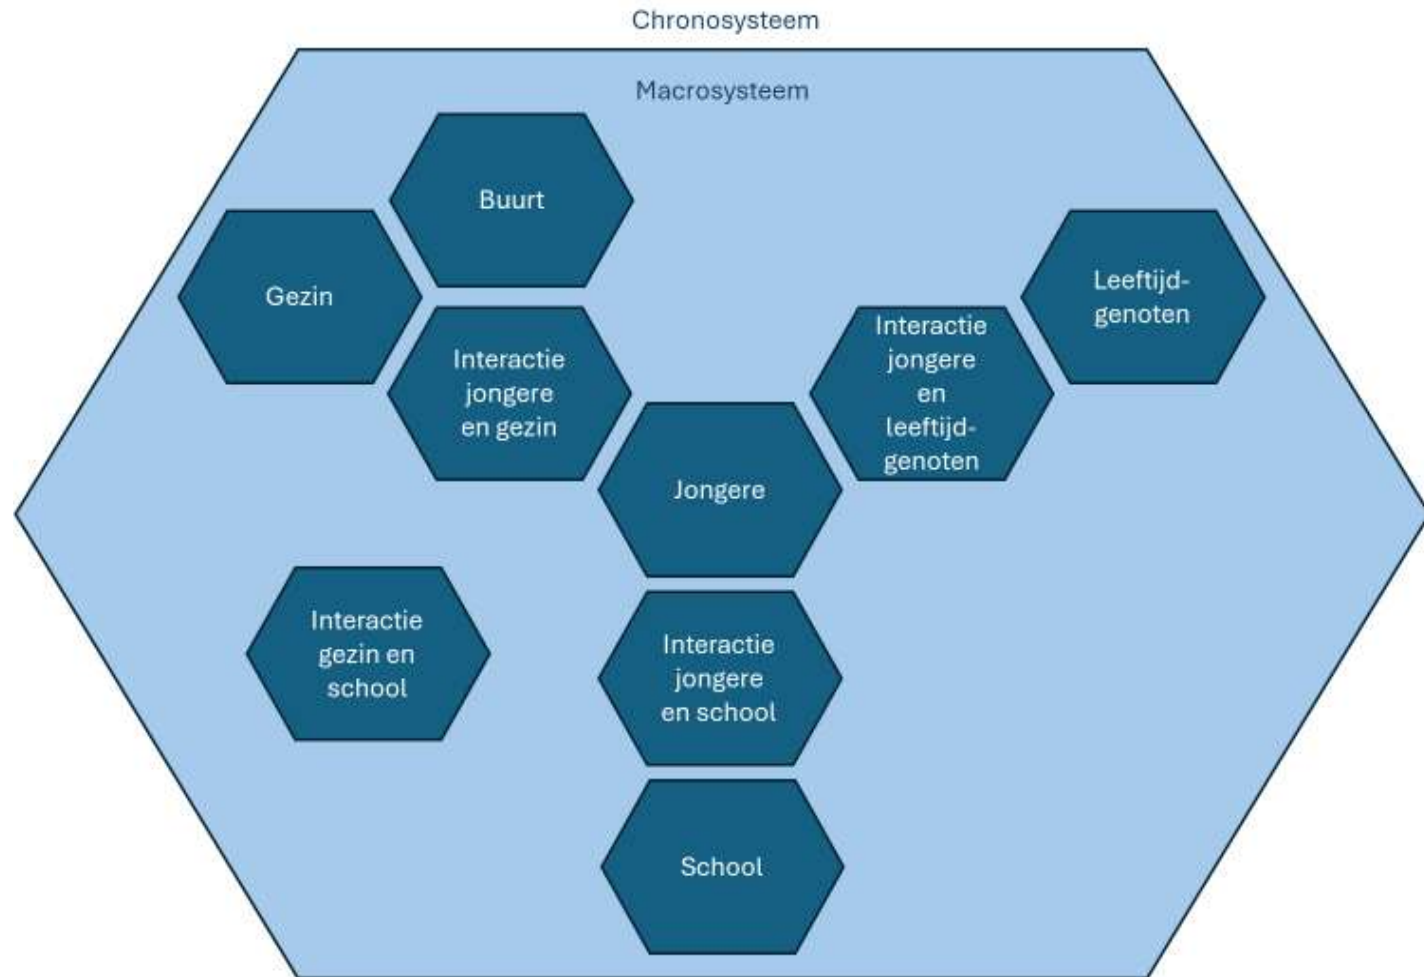 Chronosysteem
Macrosysteem
Buurt
Gezin
Leeftijd-
genoten
Interactie
jongere
en gezin
Interactie
jongere
en
leeftijd-
genoten
Jongere
Interactie
gezin en
school
Interactie
jongere
en school
School